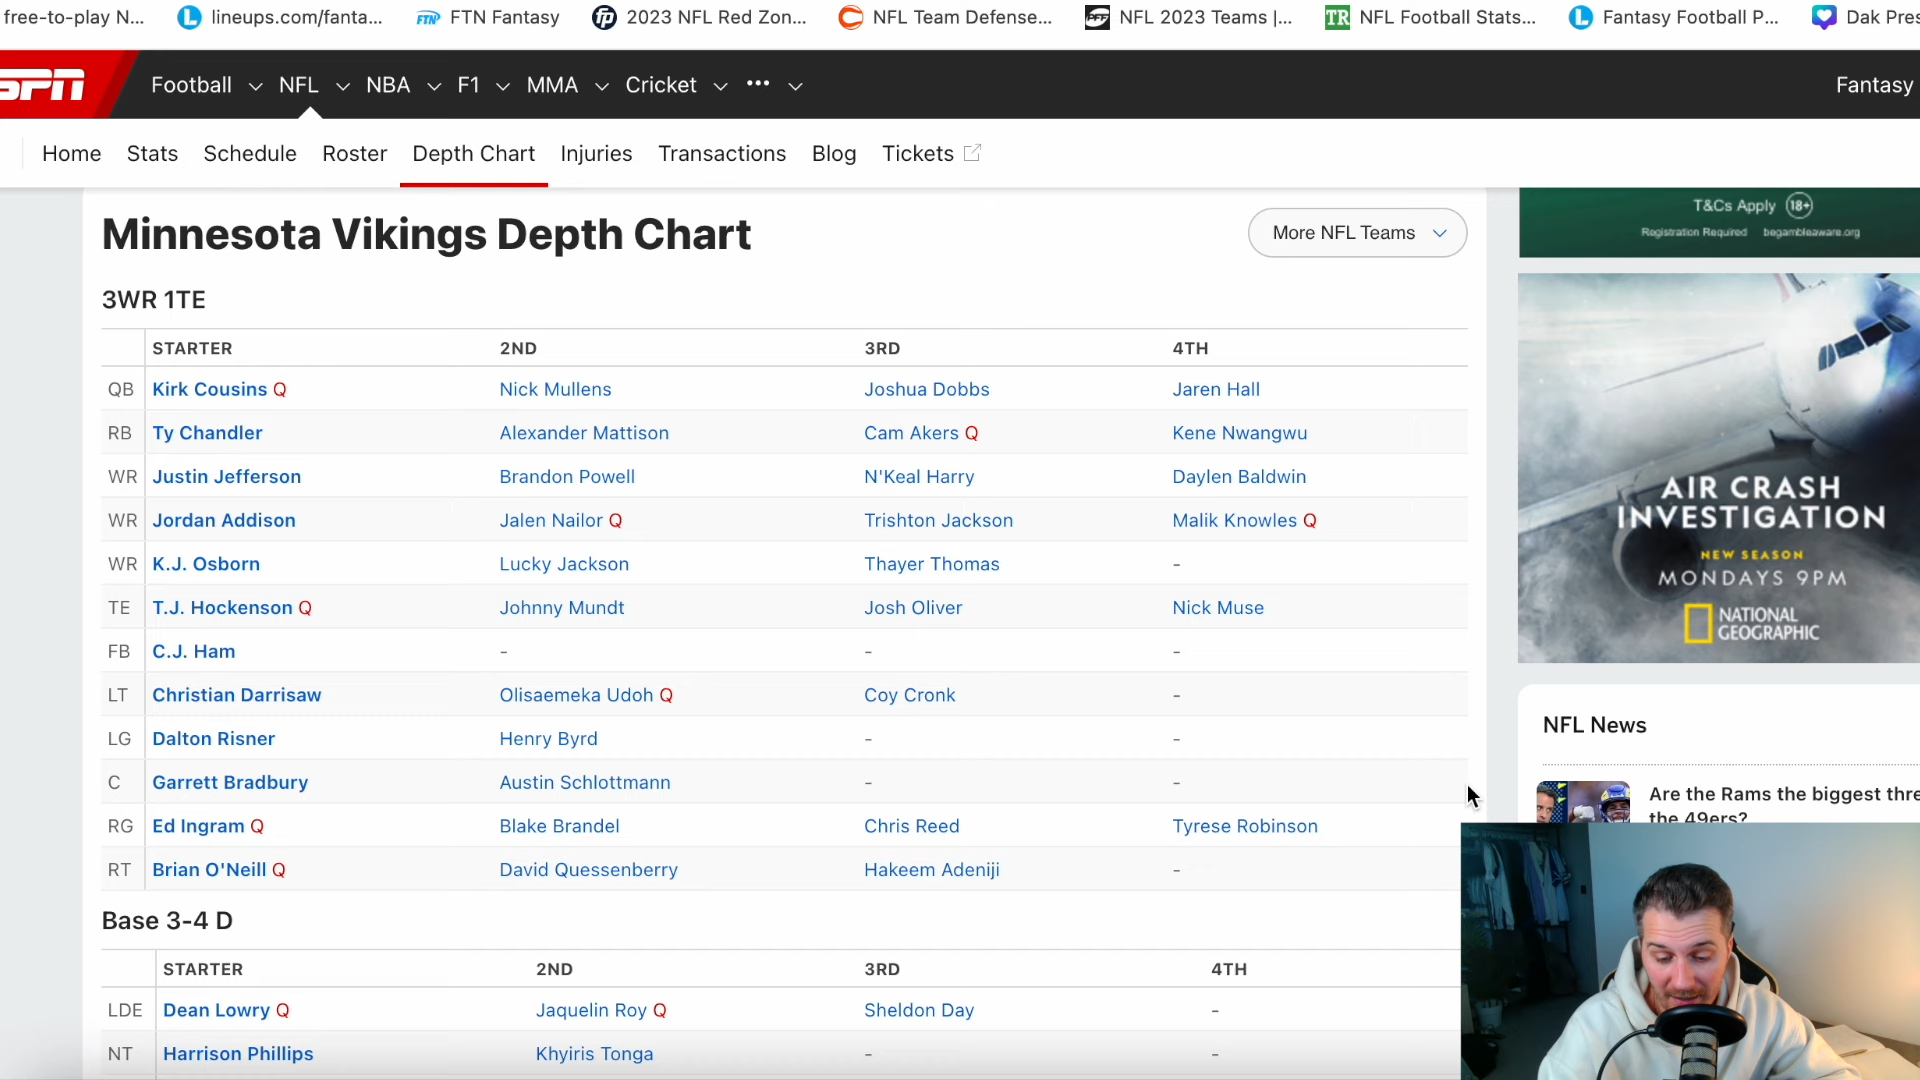 free-to-play N... lineups.com/fanta... FTN Fantasy 2023 NFL Red Zon... NFL Team Defense... NFL 2023 Teams |... NFL Football Stats... Fantasy Football P... Dak Pres
Football NFL NBA F1 MMA Cricket ••• Fantasy
Home Stats Schedule Roster Depth Chart Injuries Transactions Blog Tickets
Minnesota Vikings Depth Chart
More NFL Teams
3WR 1TE
STARTER 2ND 3RD 4TH
QB Kirk Cousins Q Nick Mullens Joshua Dobbs Jaren Hall
RB Ty Chandler Alexander Mattison Cam Akers Q Kene Nwangwu
WR Justin Jefferson Brandon Powell N'Keal Harry Daylen Baldwin
WR Jordan Addison Jalen Nailor Q Trishton Jackson Malik Knowles Q
WR K.J. Osborn Lucky Jackson Thayer Thomas -
TE T.J. Hockenson Q Johnny Mundt Josh Oliver Nick Muse
FB C.J. Ham - - -
LT Christian Darrisaw Olisaemeka Udoh Q Coy Cronk -
LG Dalton Risner Henry Byrd - -
C Garrett Bradbury Austin Schlottmann - -
RG Ed Ingram Q Blake Brandel Chris Reed Tyrese Robinson
RT Brian O'Neill Q David Quessenberry Hakeem Adeniji -
Base 3-4 D
STARTER 2ND 3RD 4TH
LDE Dean Lowry Q Jaquelin Roy Q Sheldon Day -
NT Harrison Phillips Khyiris Tonga - -
T&Cs Apply 18+
Registration Required begambleaware.org
AIR CRASH
INVESTIGATION
NEW SEASON
MONDAYS 9PM
NATIONAL
GEOGRAPHIC
NFL News
Are the Rams the biggest thre
the 49ers?